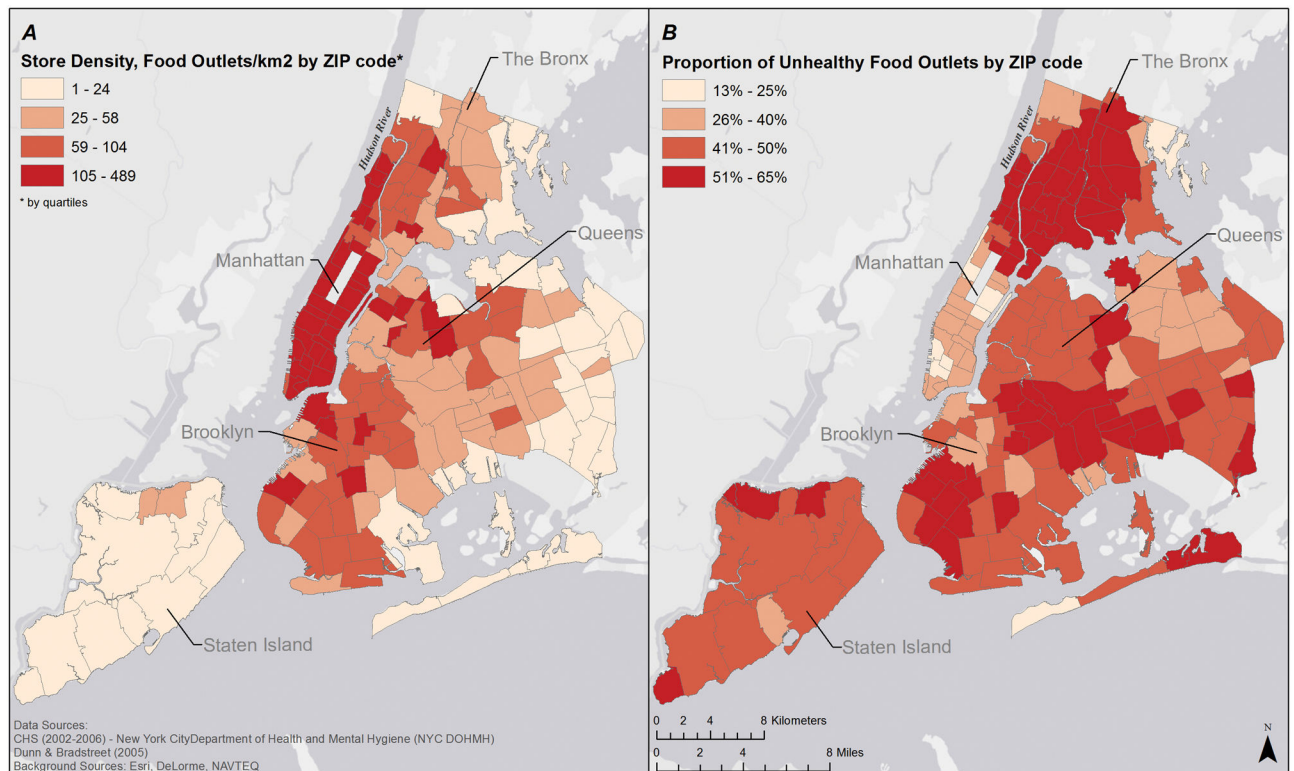 A
Store Density, Food Outlets/km2 by ZIP code*
1 - 24
25 - 58
59 - 104
105 - 489
* by quartiles
The Bronx
Hudson River
Queens
Manhattan
Brooklyn
Staten Island
Data Sources:
CHS (2002-2006) - New York CityDepartment of Health and Mental Hygiene (NYC DOHMH)
Dunn & Bradstreet (2005)
Background Sources: Esri, DeLorme, NAVTEQ
B
Proportion of Unhealthy Food Outlets by ZIP code
13% - 25%
26% - 40%
41% - 50%
51% - 65%
The Bronx
Hudson River
Queens
Manhattan
Brooklyn
Staten Island
0 2 4 8 Kilometers
0 2 4 8 Miles
N